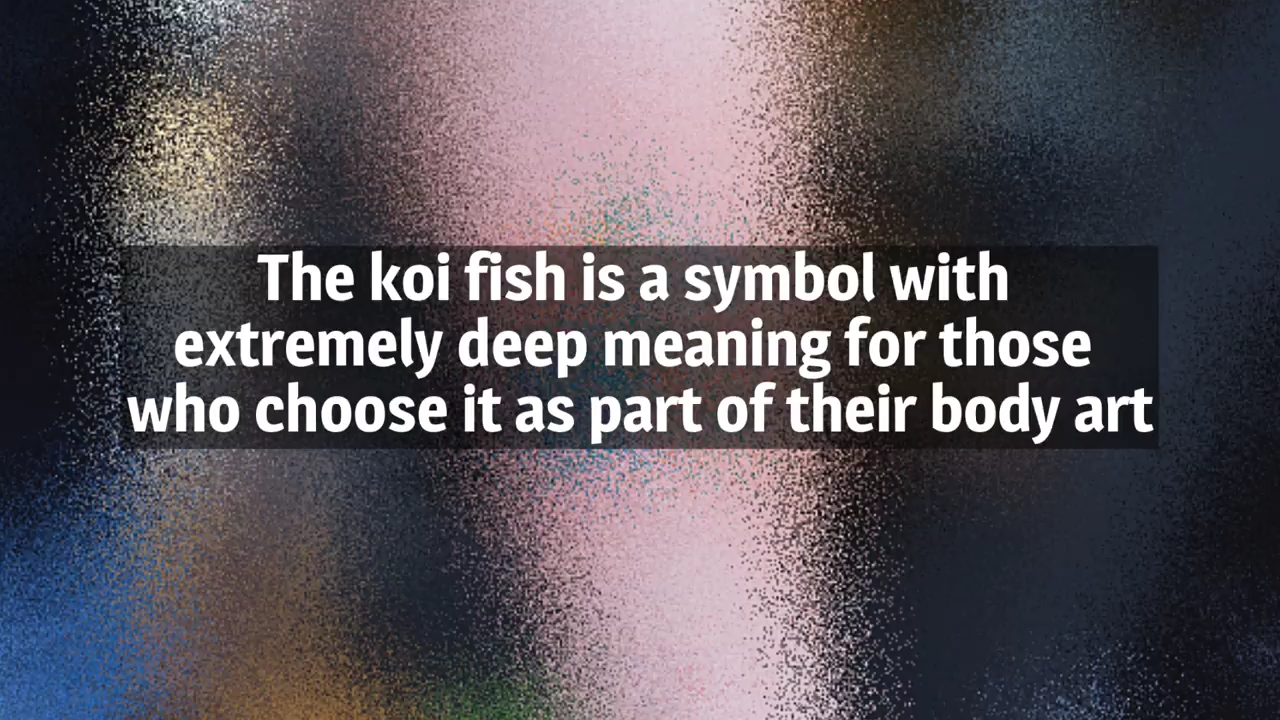 The koi fish is a symbol with
extremely deep meaning for those
who choose it as part of their body art